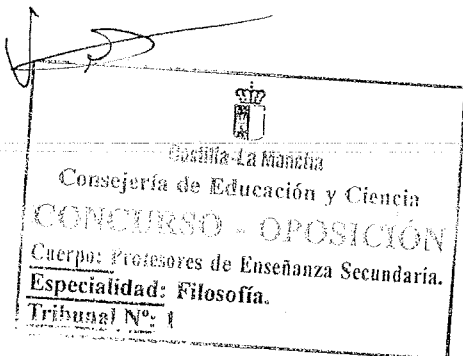 Castilla-La Mancha
Consejería de Educación y Ciencia
CONCURSO - OPOSICIÓN
Cuerpo: Profesores de Enseñanza Secundaria.
Especialidad: Filosofía.
Tribunal Nº: 1